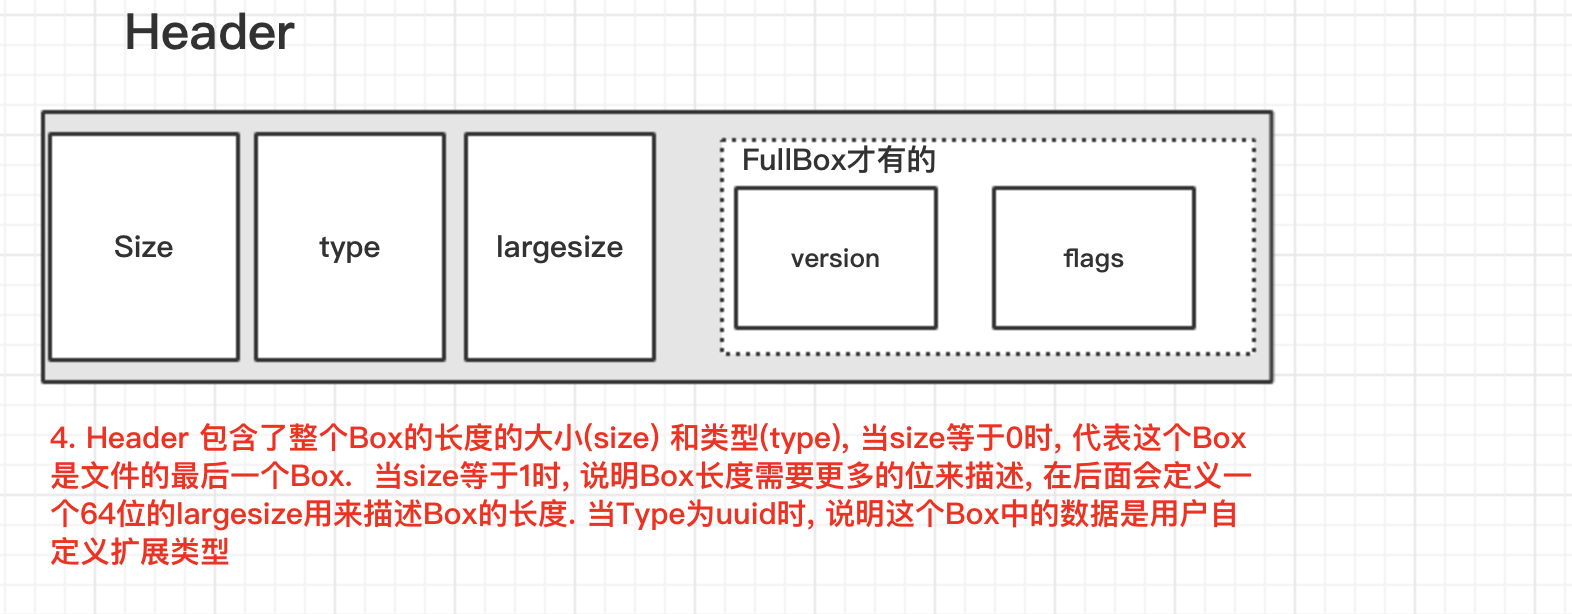 Header
Size
type
largesize
FullBox才有的
version
flags
4. Header 包含了整个Box的长度的大小(size) 和类型(type), 当size等于0时, 代表这个Box
是文件的最后一个Box. 当size等于1时, 说明Box长度需要更多的位来描述, 在后面会定义一
个64位的largesize用来描述Box的长度. 当Type为uuid时, 说明这个Box中的数据是用户自
定义扩展类型